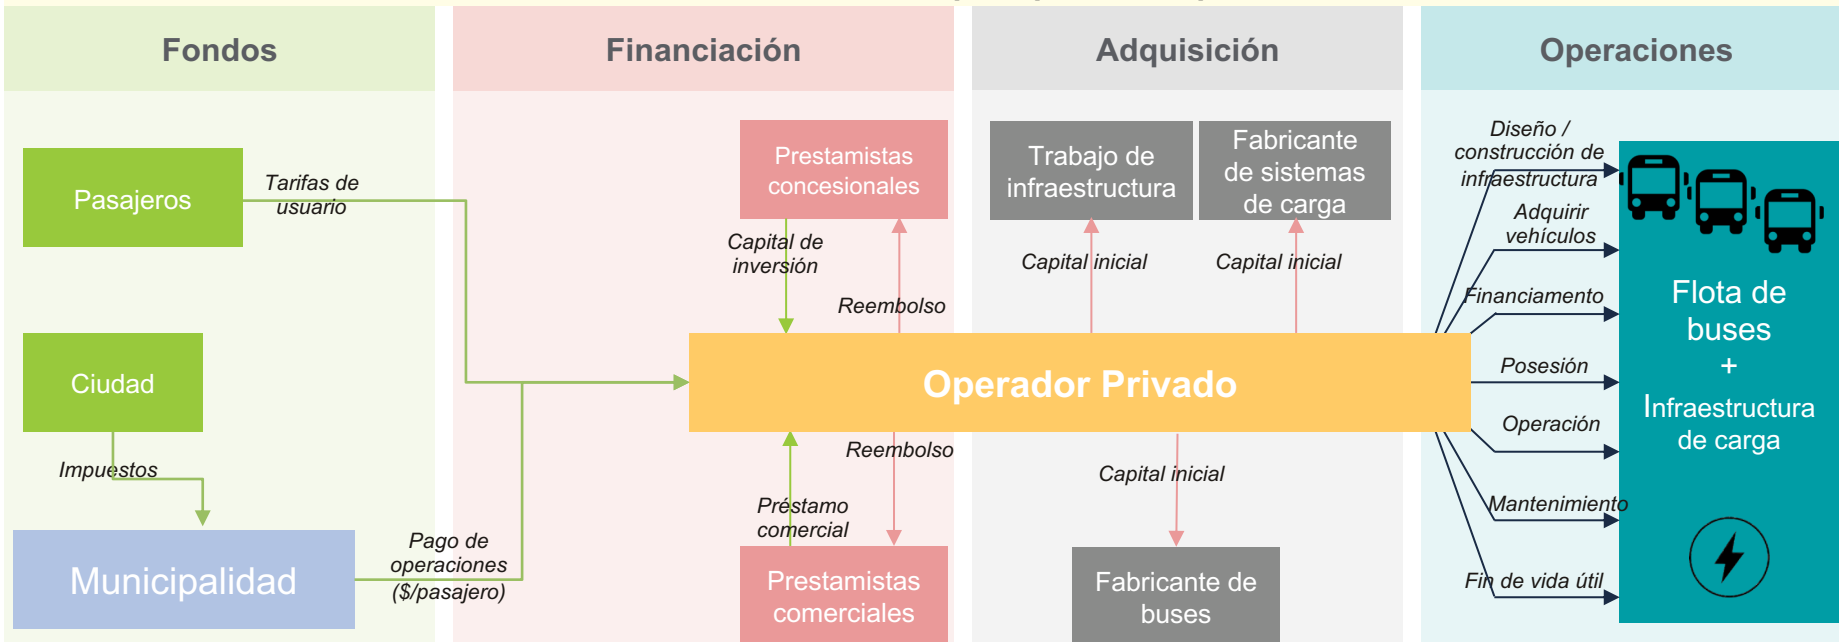 Fondos
Financiación
Adquisición
Operaciones
Pasajeros
Tarifas de
usuario
Ciudad
Impuestos
Municipalidad
Pago de
operaciones
($/pasajero)
Prestamistas
concesionales
Capital de
inversión
Reembolso
Operador Privado
Reembolso
Préstamo
comercial
Prestamistas
comerciales
Trabajo de
infraestructura
Fabricante
de sistemas
de carga
Capital inicial
Capital inicial
Capital inicial
Fabricante de
buses
Diseño /
construcción de
infraestructura
Adquirir
vehículos
Financiamento
Posesión
Operación
Mantenimiento
Fin de vida útil
Flota de
buses
+
Infraestructura
de carga